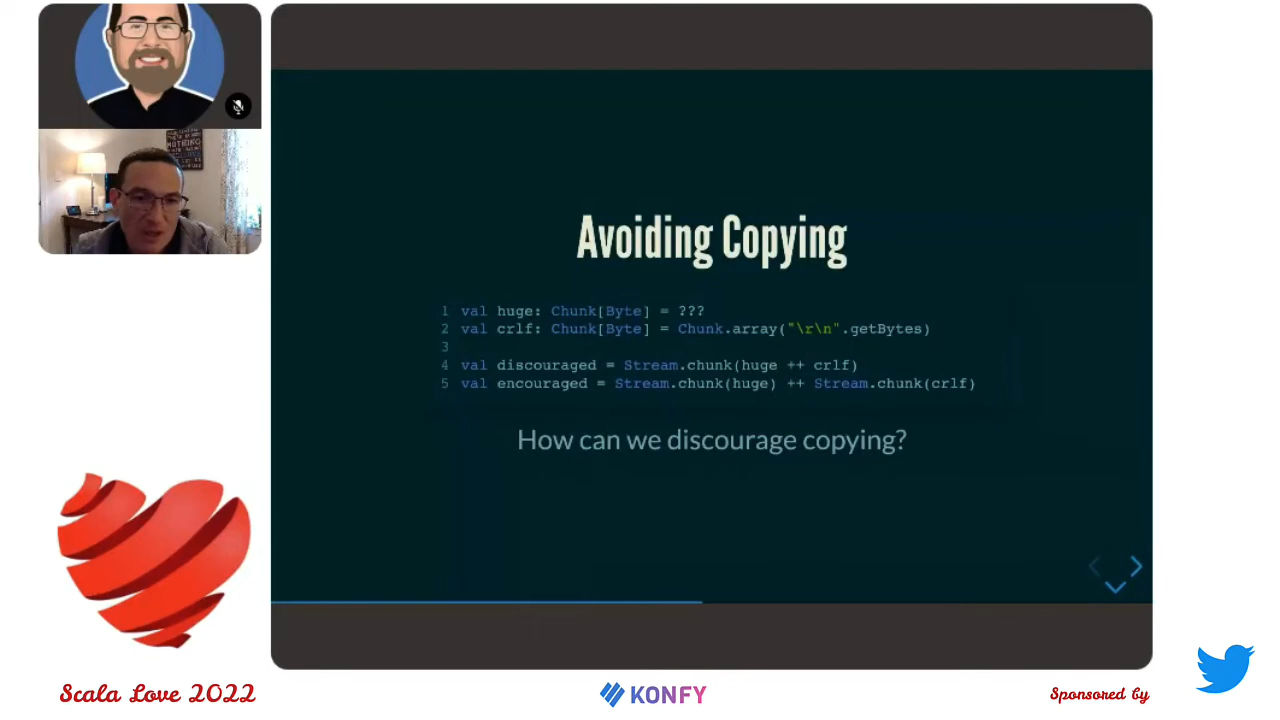 NOTHING
Avoiding Copying
1 val huge: Chunk[Byte] = ???
2 val crlf: Chunk[Byte] = Chunk.array("\r\n".getBytes)
3
4 val discouraged = Stream.chunk(huge ++ crlf)
5 val encouraged = Stream.chunk(huge) ++ Stream.chunk(crlf)
How can we discourage copying?
Scala Love 2022
KONFY
Sponsored by